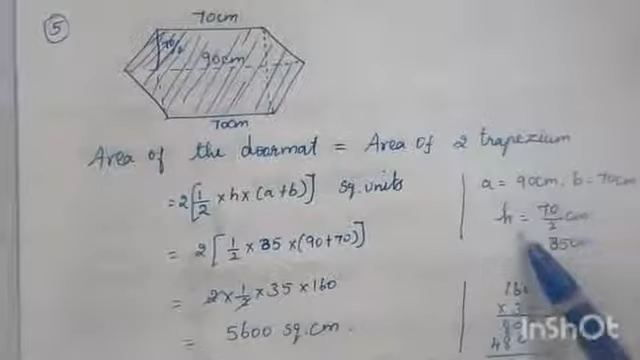 5
70cm
70/2
90cm
70cm
Area of the doormat = Area of 2 trapezium
= 2[1/2 × h × (a+b)] sq. units
a = 90cm, b = 70cm
h = 70/2 cm
35cm
= 2[1/2 × 35 × (90+70)]
= 2 × 1/2 × 35 × 160
= 5600 sq. cm.
InShOt